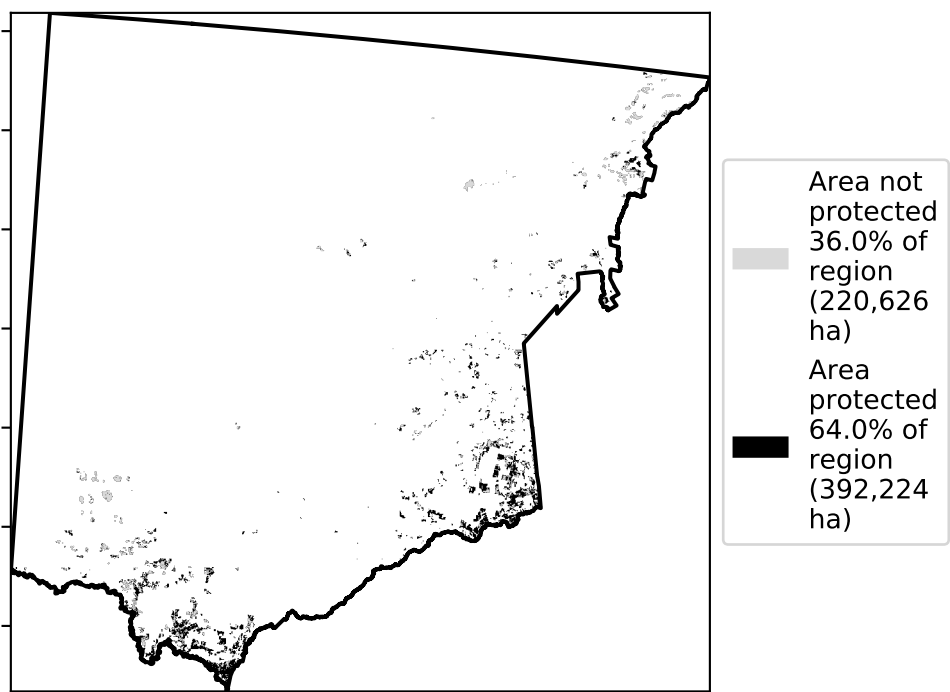 Area not
protected
36.0% of
region
(220,626
ha)
Area
protected
64.0% of
region
(392,224
ha)